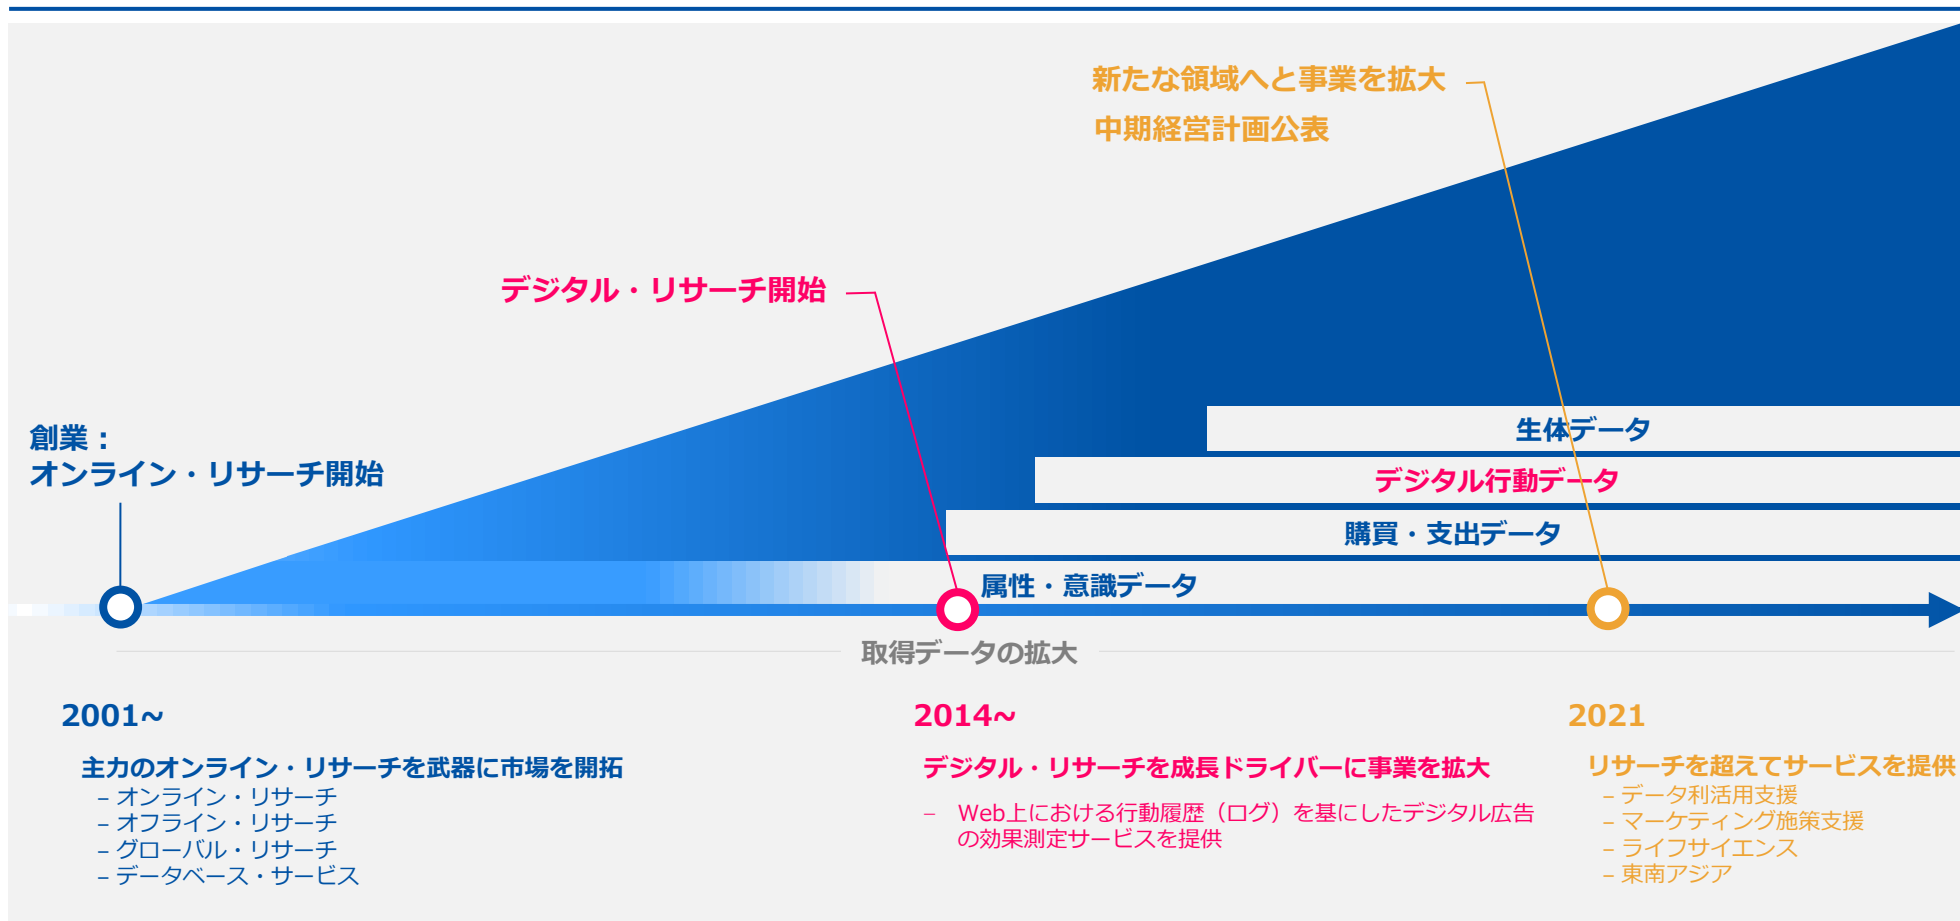 新たな領域へと事業を拡大
中期経営計画公表
デジタル・リサーチ開始
創業：
オンライン・リサーチ開始
生体データ
デジタル行動データ
購買・支出データ
属性・意識データ
取得データの拡大
2001~
主力のオンライン・リサーチを武器に市場を開拓
– オンライン・リサーチ
– オフライン・リサーチ
– グローバル・リサーチ
– データベース・サービス
2014~
デジタル・リサーチを成長ドライバーに事業を拡大
– Web上における行動履歴（ログ）を基にしたデジタル広告
の効果測定サービスを提供
2021
リサーチを超えてサービスを提供
– データ利活用支援
– マーケティング施策支援
– ライフサイエンス
– 東南アジア